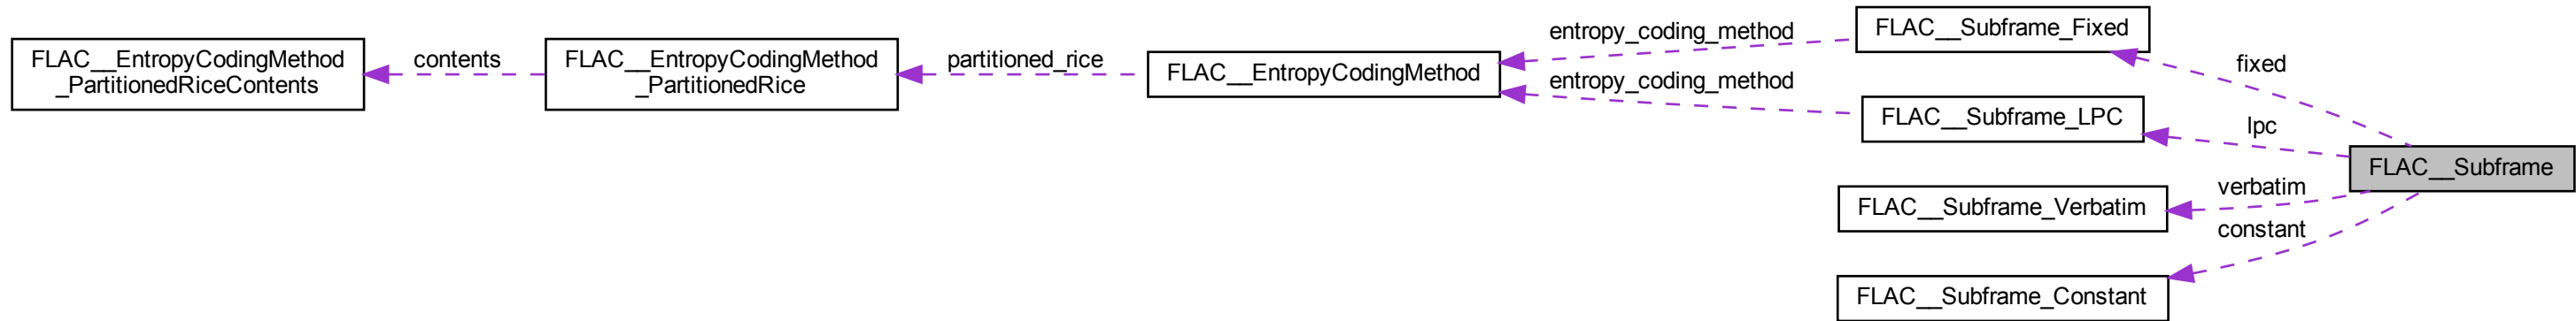 FLAC__EntropyCodingMethod
_PartitionedRiceContents
contents
FLAC__EntropyCodingMethod
_PartitionedRice
partitioned_rice
FLAC__EntropyCodingMethod
entropy_coding_method
entropy_coding_method
FLAC__Subframe_Fixed
FLAC__Subframe_LPC
FLAC__Subframe_Verbatim
FLAC__Subframe_Constant
fixed
lpc
verbatim
constant
FLAC__Subframe